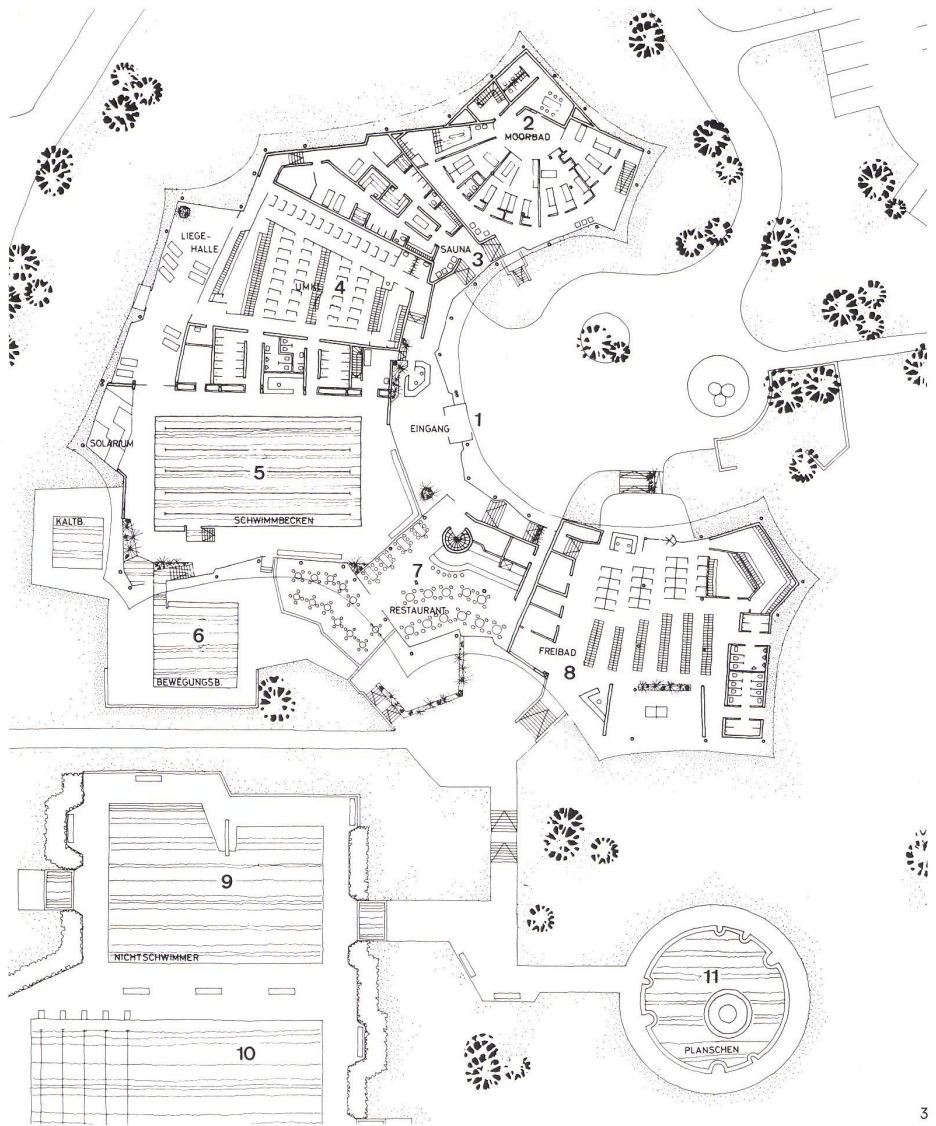 2
MOORBAD
LIEGE-
HALLE
SAUNA
3
UMKL.
4
1
EINGANG
SOLARIUM
5
SCHWIMMBECKEN
KALTB.
7
RESTAURANT
6
BEWEGUNGSB.
FREIBAD
8
9
NICHTSCHWIMMER
10
11
PLANSCHEN
3